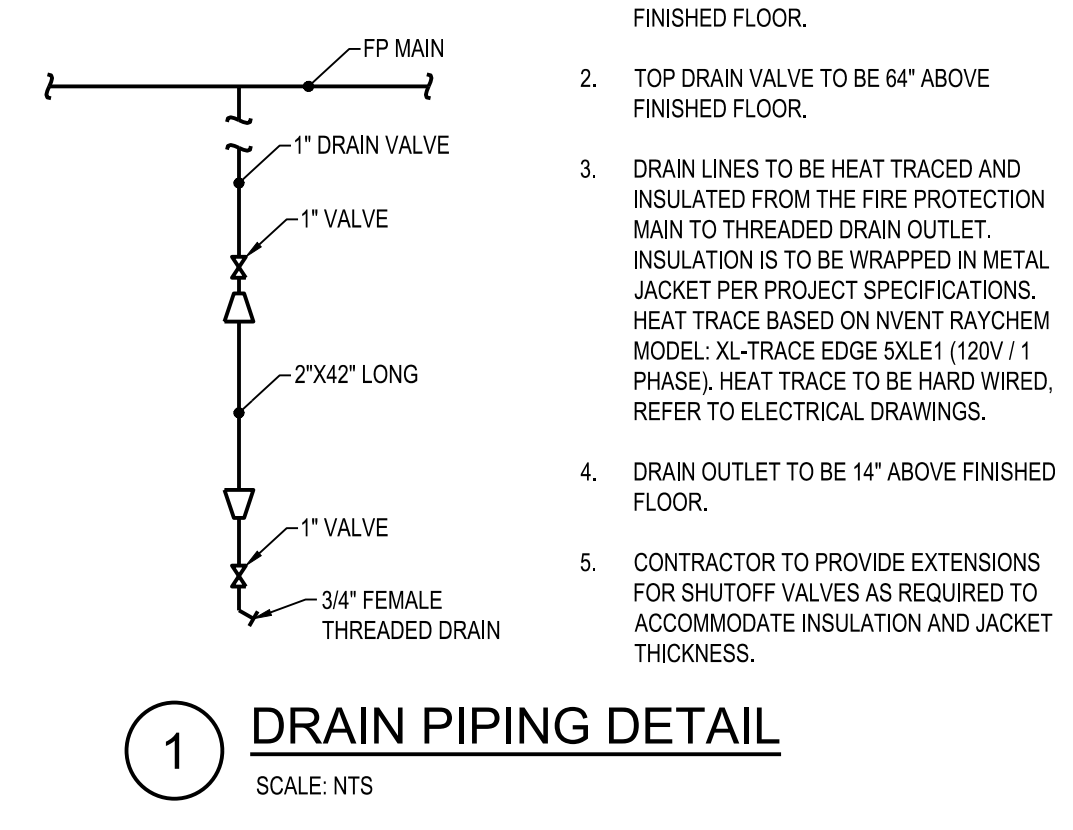 FP MAIN
1" DRAIN VALVE
1" VALVE
2"X42" LONG
1" VALVE
3/4" FEMALE
THREADED DRAIN
FINISHED FLOOR.
2. TOP DRAIN VALVE TO BE 64" ABOVE
FINISHED FLOOR.
3. DRAIN LINES TO BE HEAT TRACED AND
INSULATED FROM THE FIRE PROTECTION
MAIN TO THREADED DRAIN OUTLET.
INSULATION IS TO BE WRAPPED IN METAL
JACKET PER PROJECT SPECIFICATIONS.
HEAT TRACE BASED ON NVENT RAYCHEM
MODEL: XL-TRACE EDGE 5XLE1 (120V / 1
PHASE). HEAT TRACE TO BE HARD WIRED,
REFER TO ELECTRICAL DRAWINGS.
4. DRAIN OUTLET TO BE 14" ABOVE FINISHED
FLOOR.
5. CONTRACTOR TO PROVIDE EXTENSIONS
FOR SHUTOFF VALVES AS REQUIRED TO
ACCOMMODATE INSULATION AND JACKET
THICKNESS.
1 DRAIN PIPING DETAIL
SCALE: NTS